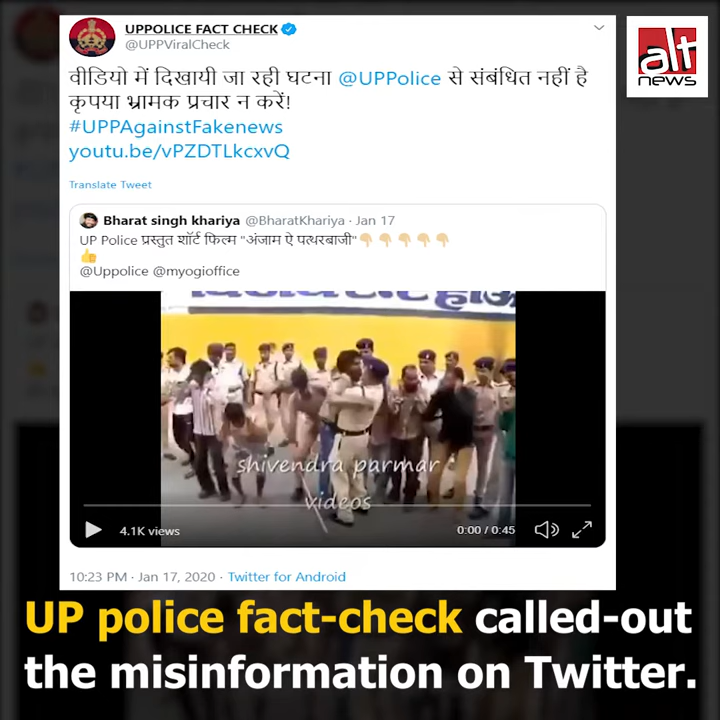 UPPOLICE FACT CHECK
@UPPViralCheck
alt
news
वीडियो में दिखायी जा रही घटना @UPPolice से संबंधित नहीं है
कृपया भ्रामक प्रचार न करें!
#UPPAgainstFakenews
youtu.be/vPZDTLkcxvQ
Translate Tweet
Bharat singh khariya @BharatKhariya · Jan 17
UP Police प्रस्तुत शॉर्ट फिल्म "अंजाम ऐ पत्थरबाजी"👇🏼👇🏼👇🏼👇🏼👇🏼
👍
@Uppolice @myogioffice
shivendra parmar
videos
4.1K views
0:00 / 0:45
10:23 PM · Jan 17, 2020 · Twitter for Android
UP police fact-check called-out
the misinformation on Twitter.